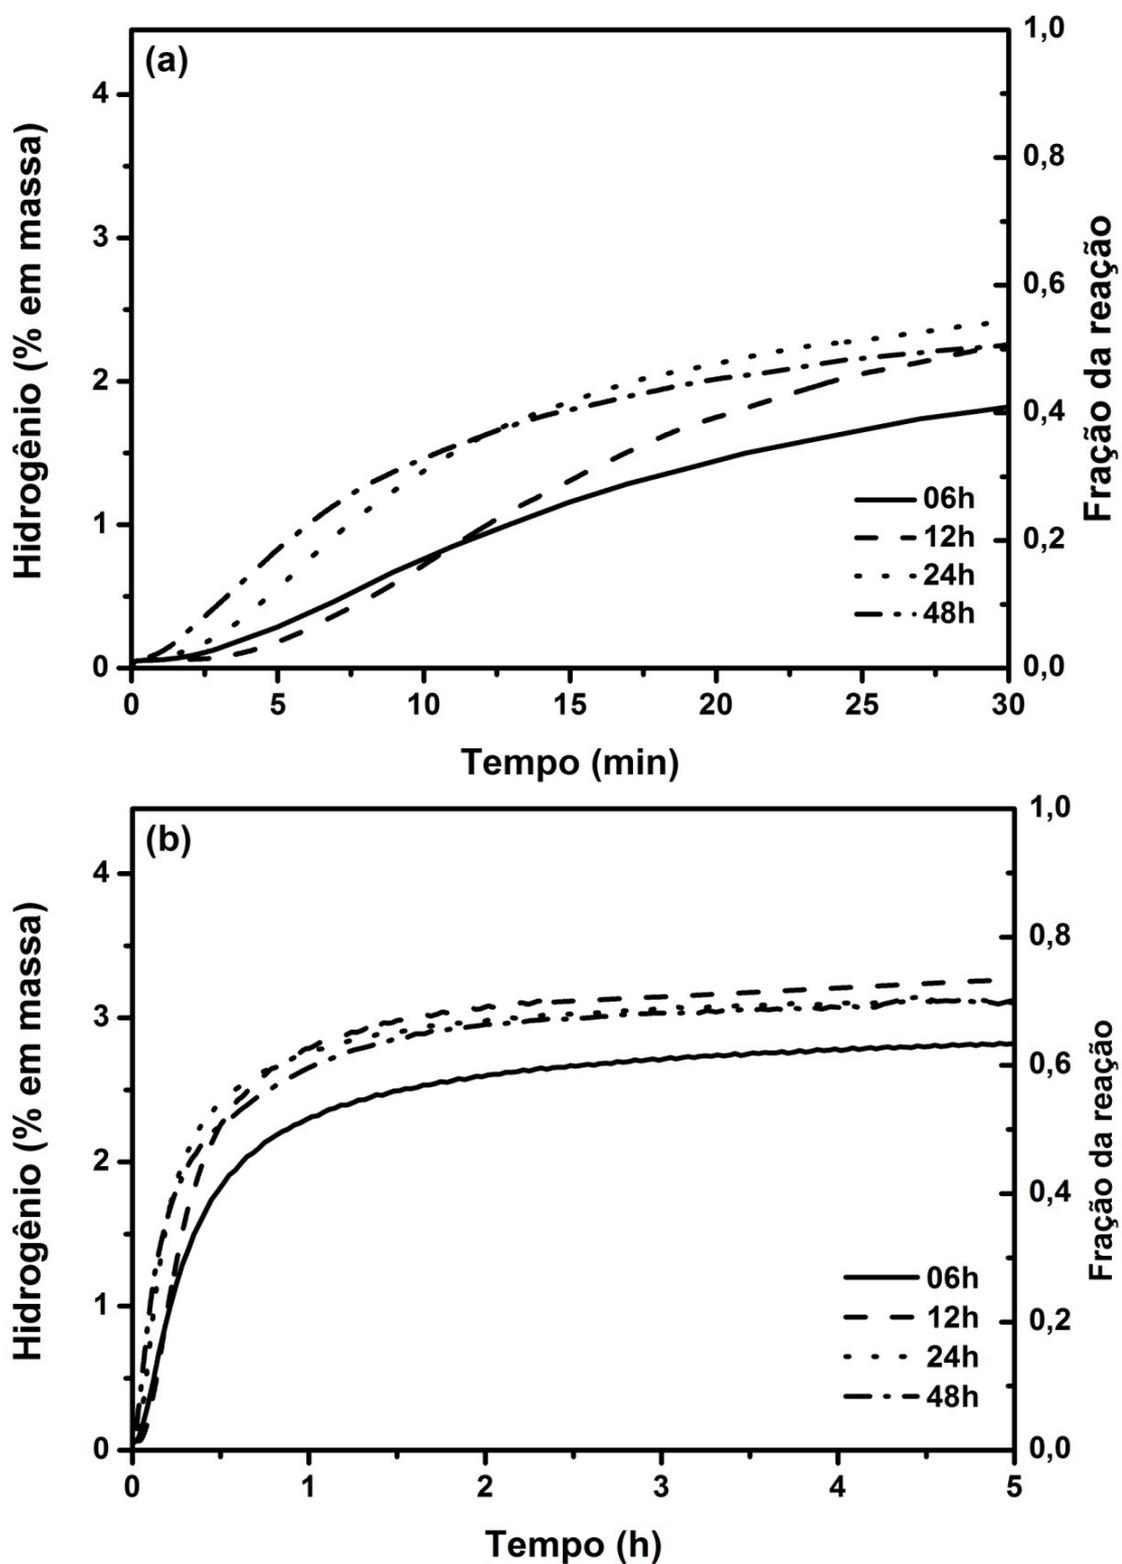 (a)
Hidrogênio (% em massa)
4
3
2
1
0
1,0
0,8
0,6
0,4
0,2
0,0
Fração da reação
06h
12h
24h
48h
0 5 10 15 20 25 30
Tempo (min)
(b)
Hidrogênio (% em massa)
4
3
2
1
0
1,0
0,8
0,6
0,4
0,2
0,0
Fração da reação
06h
12h
24h
48h
0 1 2 3 4 5
Tempo (h)